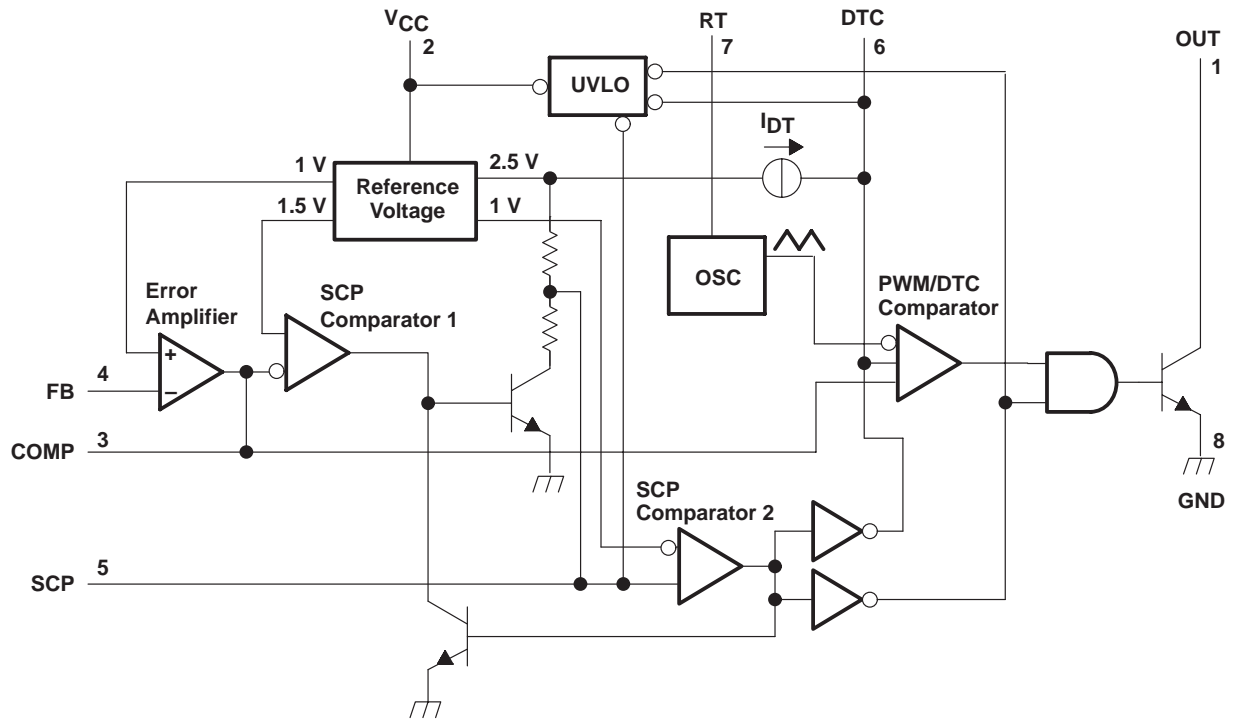 VCC
2
RT
7
DTC
6
OUT
1
UVLO
IDT
1 V
2.5 V
Reference
Voltage
1.5 V
1 V
OSC
PWM/DTC
Comparator
Error
Amplifier
SCP
Comparator 1
+
−
FB
4
COMP
3
8
GND
SCP
Comparator 2
SCP
5